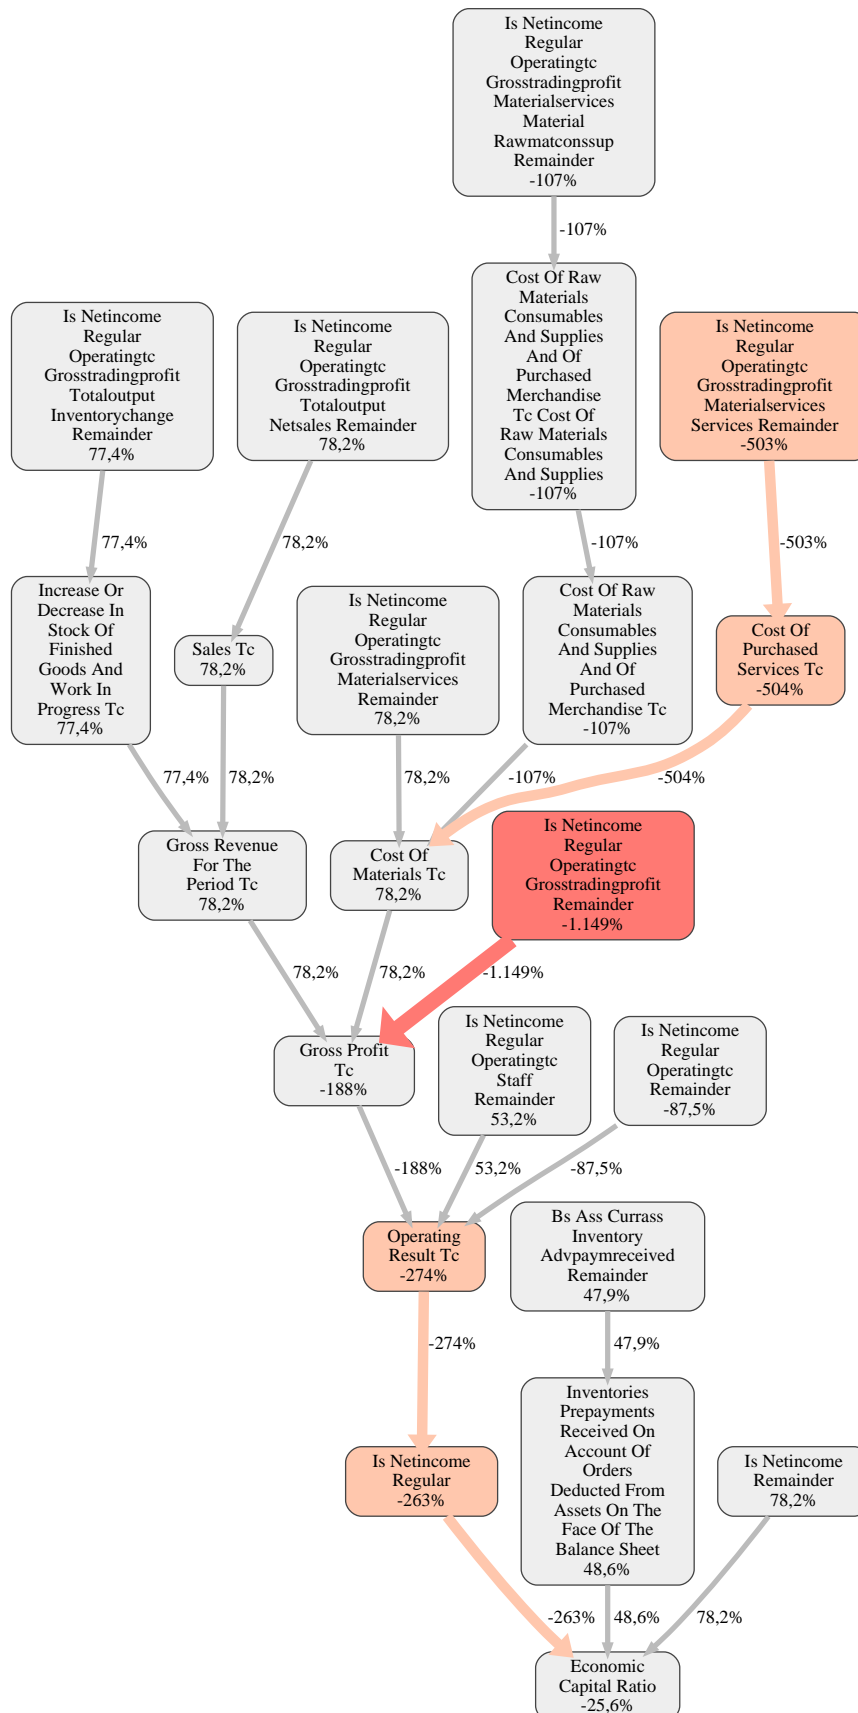 Is Netincome
Regular
Operatingtc
Grosstradingprofit
Materialservices
Material
Rawmatconssup
Remainder
-107%
-107%
Is Netincome
Regular
Operatingtc
Grosstradingprofit
Totaloutput
Inventorychange
Remainder
77,4%
Is Netincome
Regular
Operatingtc
Grosstradingprofit
Totaloutput
Netsales Remainder
78,2%
Cost Of Raw
Materials
Consumables
And Supplies
And Of
Purchased
Merchandise
Tc Cost Of
Raw Materials
Consumables
And Supplies
-107%
Is Netincome
Regular
Operatingtc
Grosstradingprofit
Materialservices
Services Remainder
-503%
77,4%
78,2%
-107%
-503%
Increase Or
Decrease In
Stock Of
Finished
Goods And
Work In
Progress Tc
77,4%
Sales Tc
78,2%
Is Netincome
Regular
Operatingtc
Grosstradingprofit
Materialservices
Remainder
78,2%
Cost Of Raw
Materials
Consumables
And Supplies
And Of
Purchased
Merchandise Tc
-107%
Cost Of
Purchased
Services Tc
-504%
77,4%
78,2%
78,2%
-107%
-504%
Gross Revenue
For The
Period Tc
78,2%
Cost Of
Materials Tc
78,2%
Is Netincome
Regular
Operatingtc
Grosstradingprofit
Remainder
-1.149%
78,2%
78,2%
-1.149%
Gross Profit
Tc
-188%
Is Netincome
Regular
Operatingtc
Staff
Remainder
53,2%
Is Netincome
Regular
Operatingtc
Remainder
-87,5%
-188%
53,2%
-87,5%
Operating
Result Tc
-274%
Bs Ass Currass
Inventory
Advpaymreceived
Remainder
47,9%
-274%
47,9%
Is Netincome
Regular
-263%
Inventories
Prepayments
Received On
Account Of
Orders
Deducted From
Assets On The
Face Of The
Balance Sheet
48,6%
Is Netincome
Remainder
78,2%
-263%
48,6%
78,2%
Economic
Capital Ratio
-25,6%